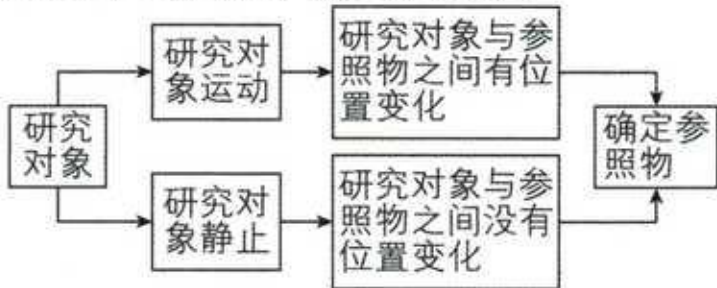 研究
对象
研究对
象运动
研究对象与参
照物之间有位
置变化
研究对
象静止
研究对象与参
照物之间没有
位置变化
确定参
照物